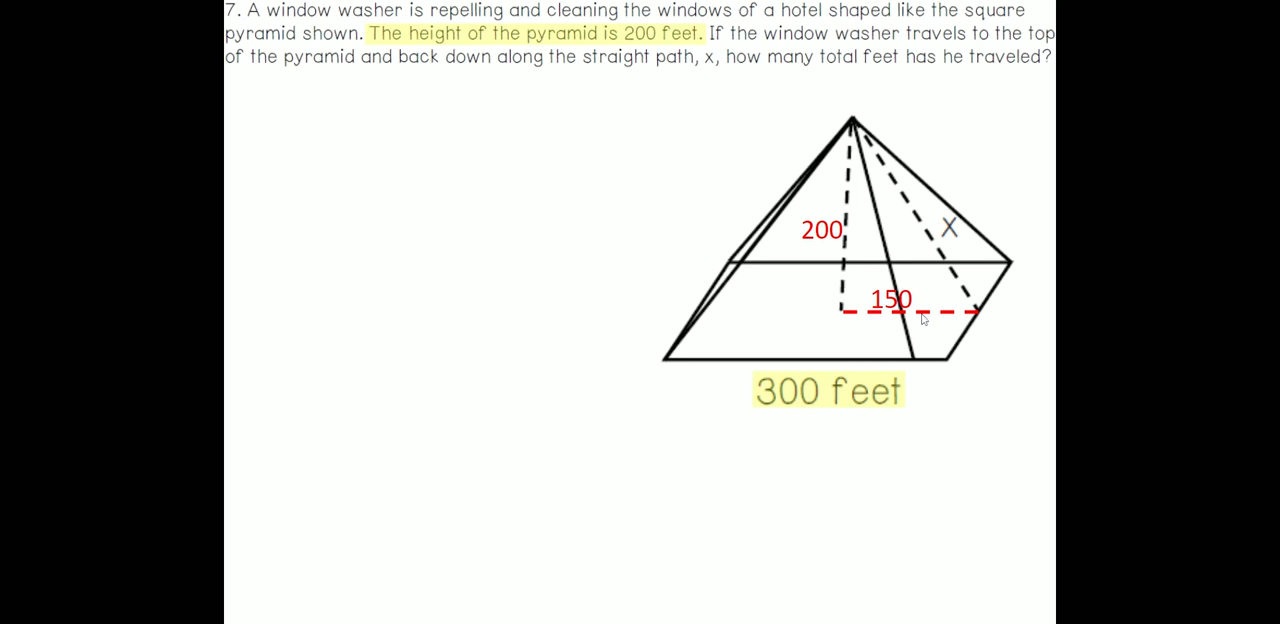 7. A window washer is repelling and cleaning the windows of a hotel shaped like the square
pyramid shown. The height of the pyramid is 200 feet. If the window washer travels to the top
of the pyramid and back down along the straight path, x, how many total feet has he traveled?
200
X
150
300 feet